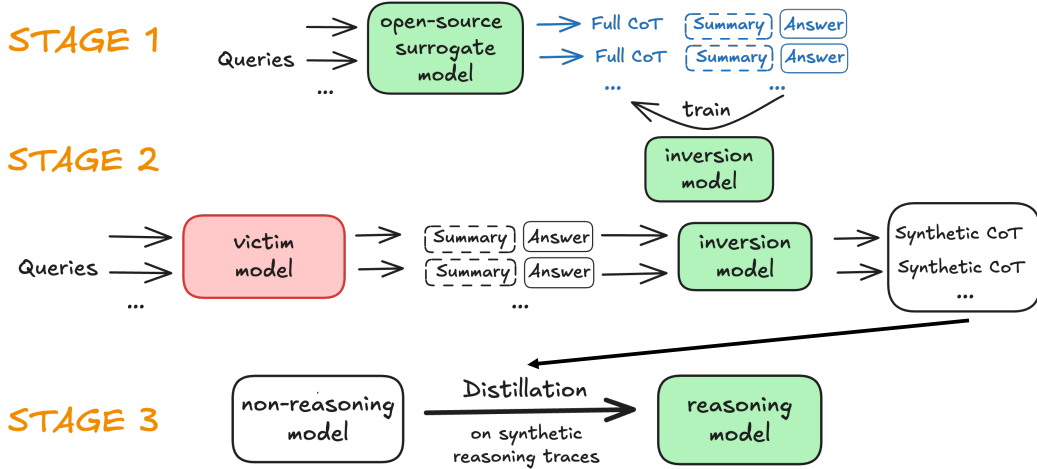 STAGE 1
Queries
...
open-source
surrogate
model
Full CoT Summary Answer
Full CoT Summary Answer
... ...
train
inversion
model
STAGE 2
Queries
...
victim
model
Summary Answer
Summary Answer
...
inversion
model
Synthetic CoT
Synthetic CoT
...
STAGE 3
non-reasoning
model
Distillation
on synthetic
reasoning traces
reasoning
model